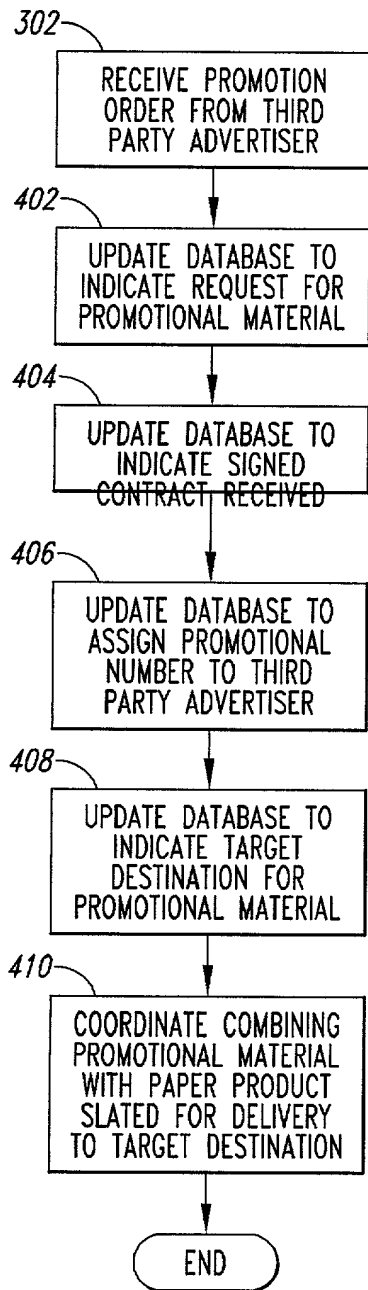 302
RECEIVE PROMOTION
ORDER FROM THIRD
PARTY ADVERTISER
402
UPDATE DATABASE TO
INDICATE REQUEST FOR
PROMOTIONAL MATERIAL
404
UPDATE DATABASE TO
INDICATE SIGNED
CONTRACT RECEIVED
406
UPDATE DATABASE TO
ASSIGN PROMOTIONAL
NUMBER TO THIRD
PARTY ADVERTISER
408
UPDATE DATABASE TO
INDICATE TARGET
DESTINATION FOR
PROMOTIONAL MATERIAL
410
COORDINATE COMBINING
PROMOTIONAL MATERIAL
WITH PAPER PRODUCT
SLATED FOR DELIVERY
TO TARGET DESTINATION
END